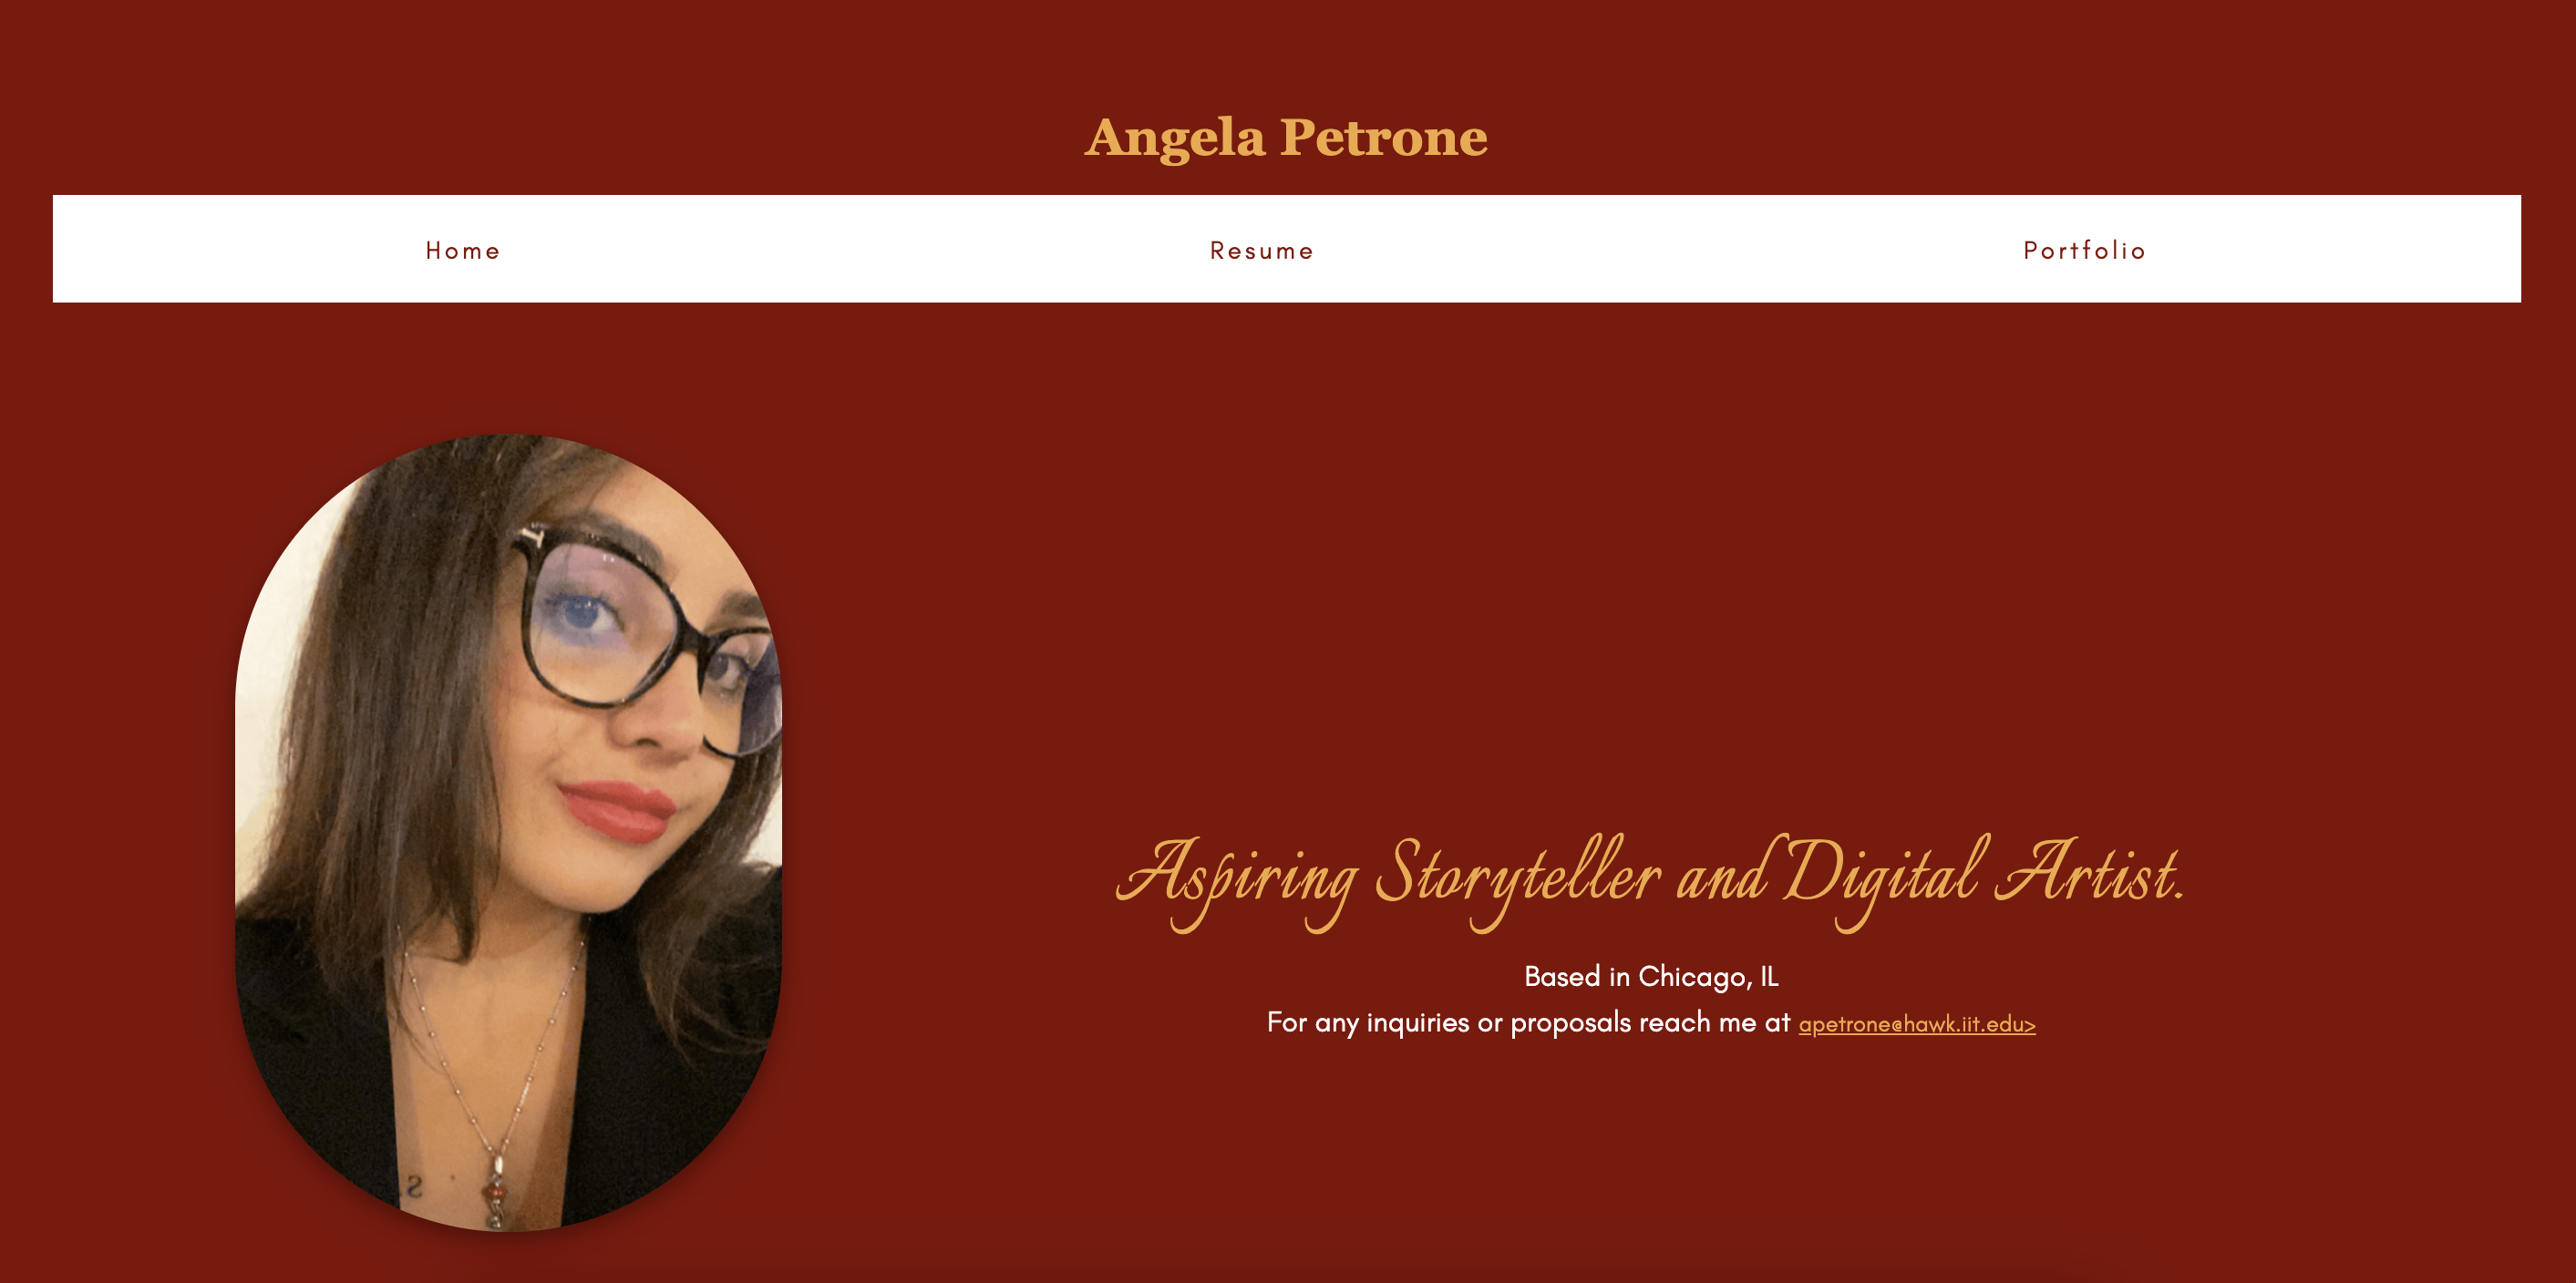 Angela Petrone
Home Resume Portfolio
Aspiring Storyteller and Digital Artist.
Based in Chicago, IL
For any inquiries or proposals reach me at apetrone@hawk.iit.edu>